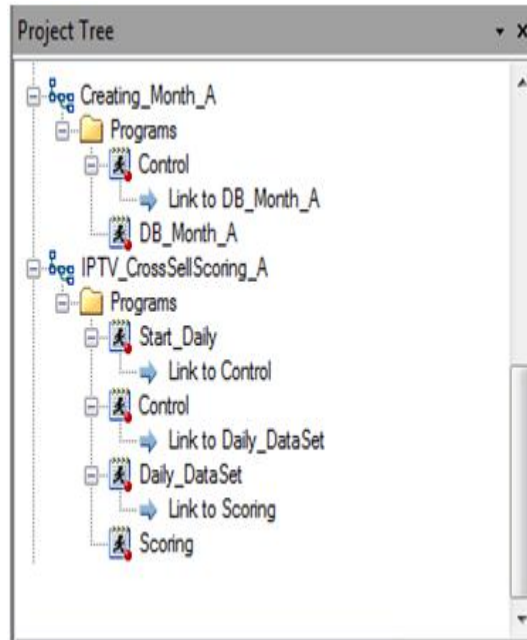 Project Tree
Creating_Month_A
Programs
Control
Link to DB_Month_A
DB_Month_A
IPTV_CrossSellScoring_A
Programs
Start_Daily
Link to Control
Control
Link to Daily_DataSet
Daily_DataSet
Link to Scoring
Scoring